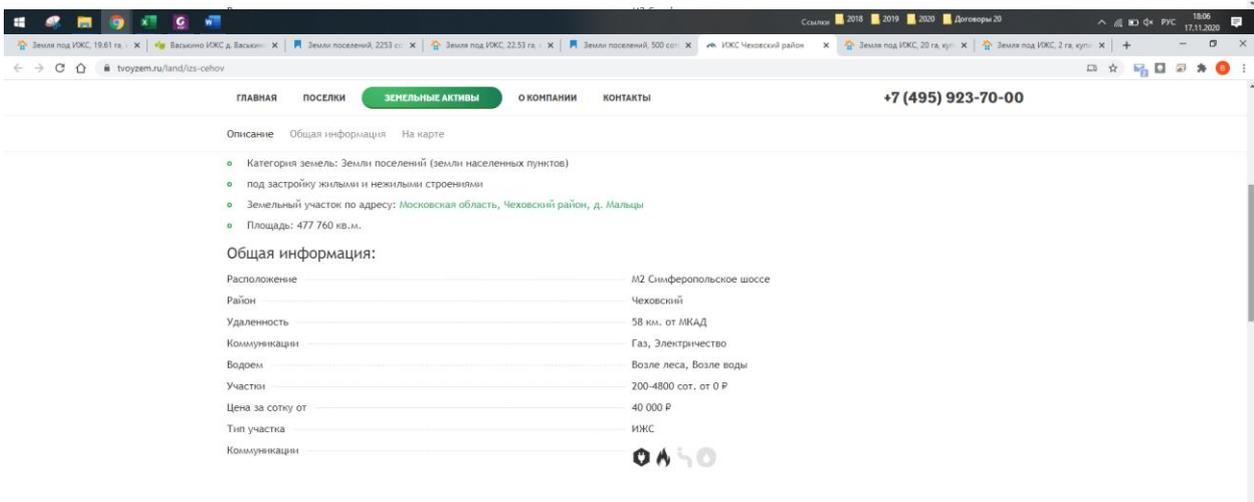 Ссылки 2018 2019 2020 Договоры 20
РУС 18:06
17.11.2020
Земля под ИЖС, 19.61 га,
Васькино ИЖС д. Васькин
Земли поселений, 2253 со
Земля под ИЖС, 22.53 га,
Земли поселений, 500 сот
ИЖС Чеховский район
Земля под ИЖС, 20 га, куп
Земля под ИЖС, 2 га, купи
tvoyzem.ru/land/izs-cehov
В
ГЛАВНАЯ ПОСЕЛКИ ЗЕМЕЛЬНЫЕ АКТИВЫ О КОМПАНИИ КОНТАКТЫ +7 (495) 923-70-00
Описание Общая информация На карте
Категория земель: Земли поселений (земли населенных пунктов)
под застройку жилыми и нежилыми строениями
Земельный участок по адресу: Московская область, Чеховский район, д. Мальцы
Площадь: 477 760 кв.м.
Общая информация:
Расположение М2 Симферопольское шоссе
Район Чеховский
Удаленность 58 км. от МКАД
Коммуникации Газ, Электричество
Водоем Возле леса, Возле воды
Участки 200-4800 сот. от 0 ₽
Цена за сотку от 40 000 ₽
Тип участка ИЖС
Коммуникации